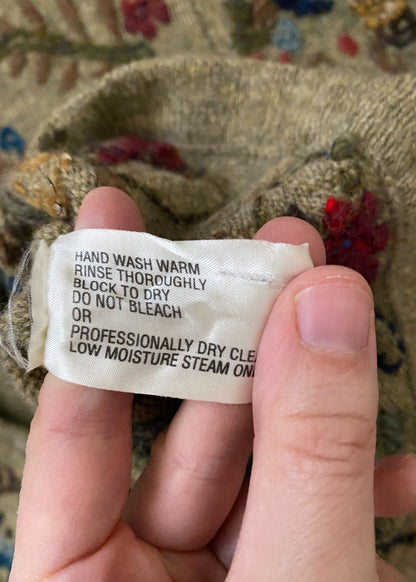 HAND WASH WARM
RINSE THOROUGHLY
BLOCK TO DRY
DO NOT BLEACH
OR
PROFESSIONALLY DRY CLE
LOW MOISTURE STEAM ON